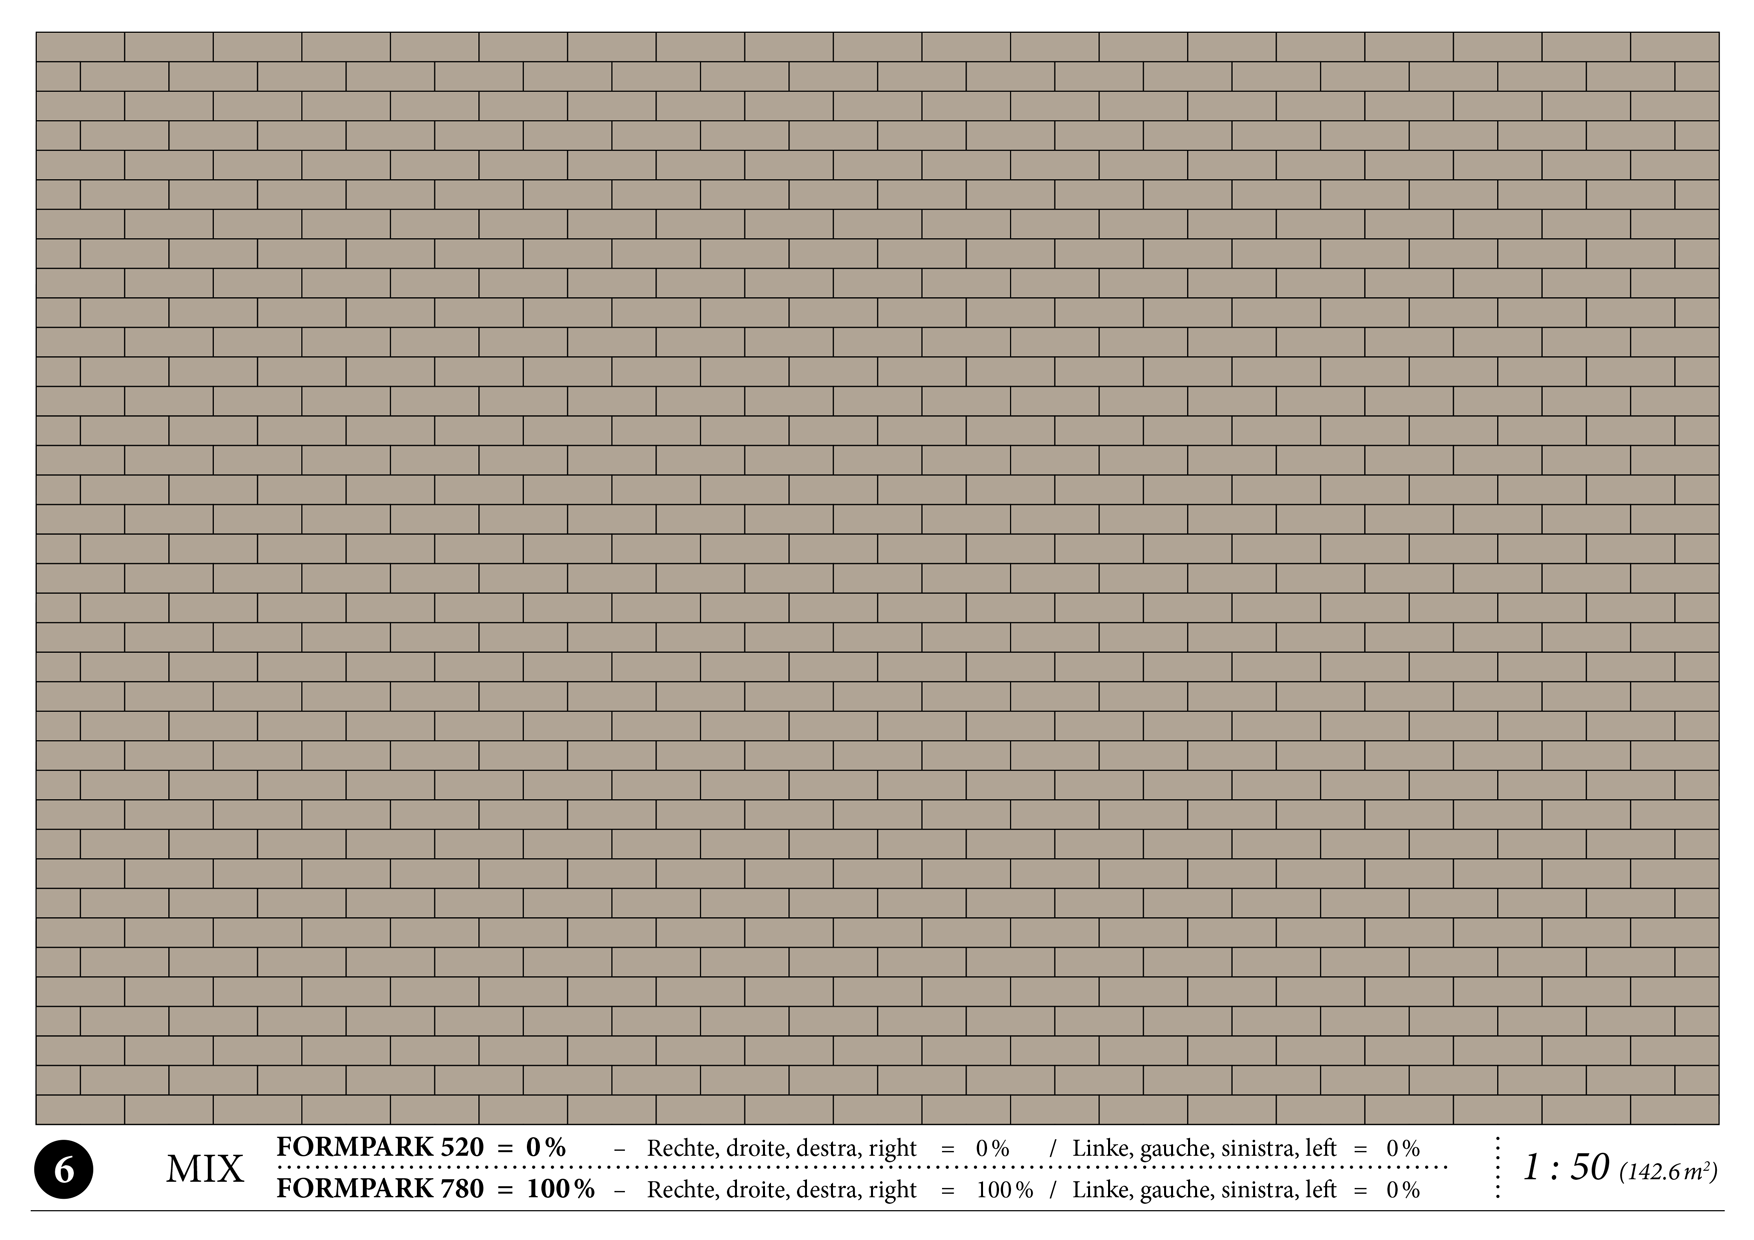 6
MIX
FORMPARK 520 = 0 % – Rechte, droite, destra, right = 0 % / Linke, gauche, sinistra, left = 0 %
FORMPARK 780 = 100 % – Rechte, droite, destra, right = 100 % / Linke, gauche, sinistra, left = 0 %
1 : 50 (142.6 m²)